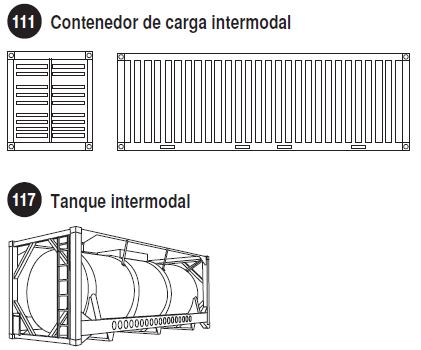 111 Contenedor de carga intermodal
117 Tanque intermodal